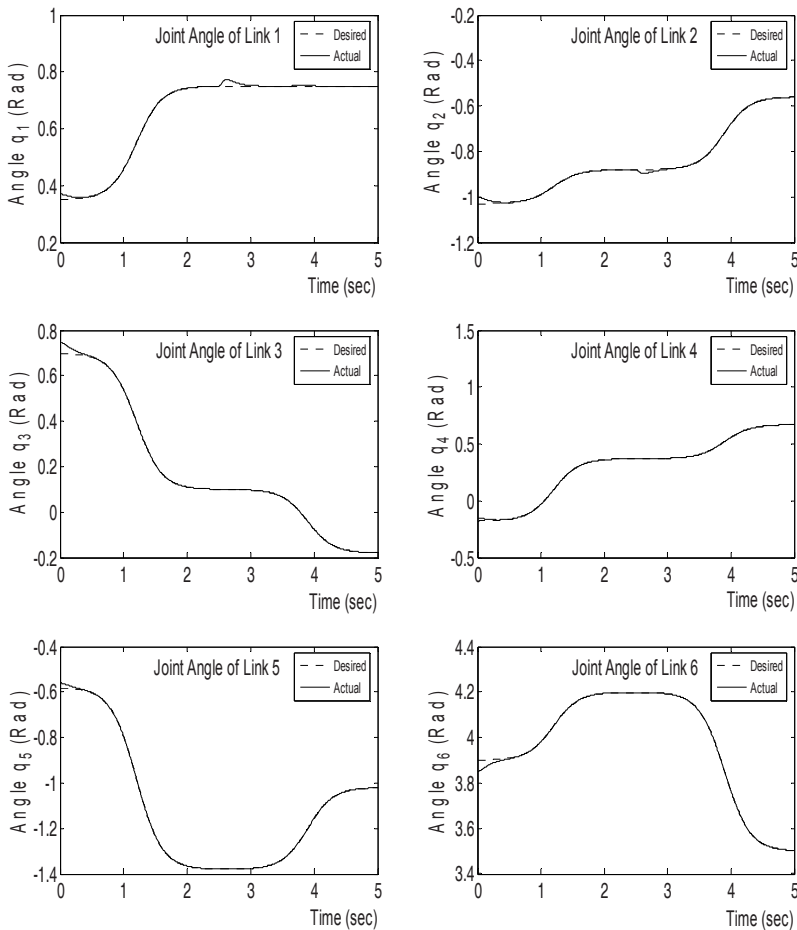 Joint Angle of Link 1
Desired
Actual
Angle q1 (Rad)
1
0.8
0.6
0.4
0.2
0 1 2 3 4 5
Time (sec)
Joint Angle of Link 2
Desired
Actual
Angle q2 (Rad)
-0.2
-0.4
-0.6
-0.8
-1
-1.2
0 1 2 3 4 5
Time (sec)
Joint Angle of Link 3
Desired
Actual
Angle q3 (Rad)
0.8
0.6
0.4
0.2
0
-0.2
0 1 2 3 4 5
Time (sec)
Joint Angle of Link 4
Desired
Actual
Angle q4 (Rad)
1.5
1
0.5
0
-0.5
0 1 2 3 4 5
Time (sec)
Joint Angle of Link 5
Desired
Actual
Angle q5 (Rad)
-0.4
-0.6
-0.8
-1
-1.2
-1.4
0 1 2 3 4 5
Time (sec)
Joint Angle of Link 6
Desired
Actual
Angle q6 (Rad)
4.4
4.2
4
3.8
3.6
3.4
0 1 2 3 4 5
Time (sec)